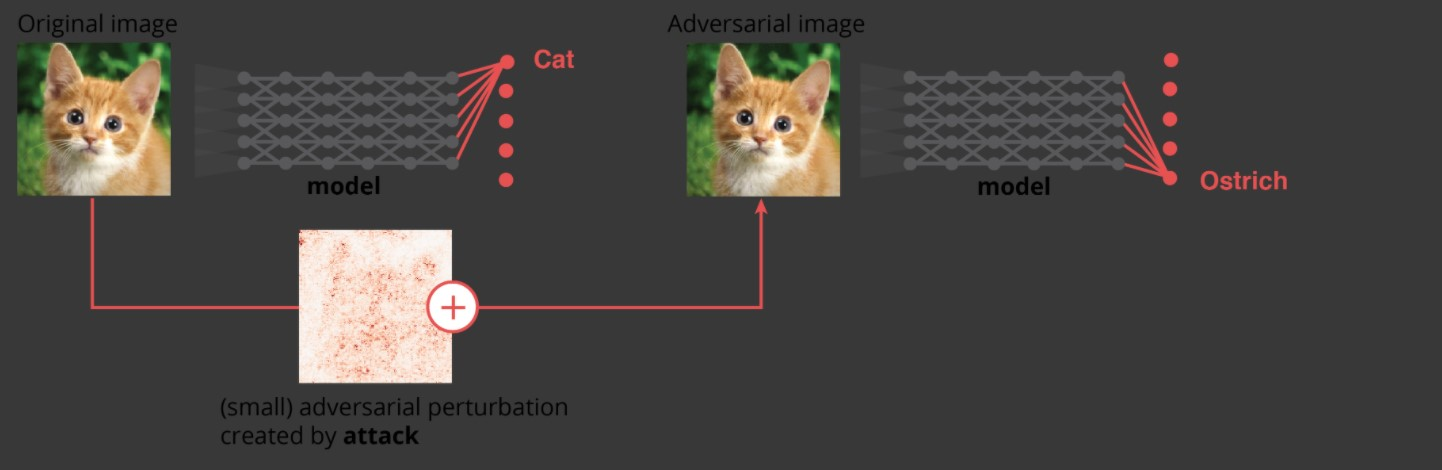 Original image
Cat
model
Adversarial image
model
Ostrich
(small) adversarial perturbation
created by attack